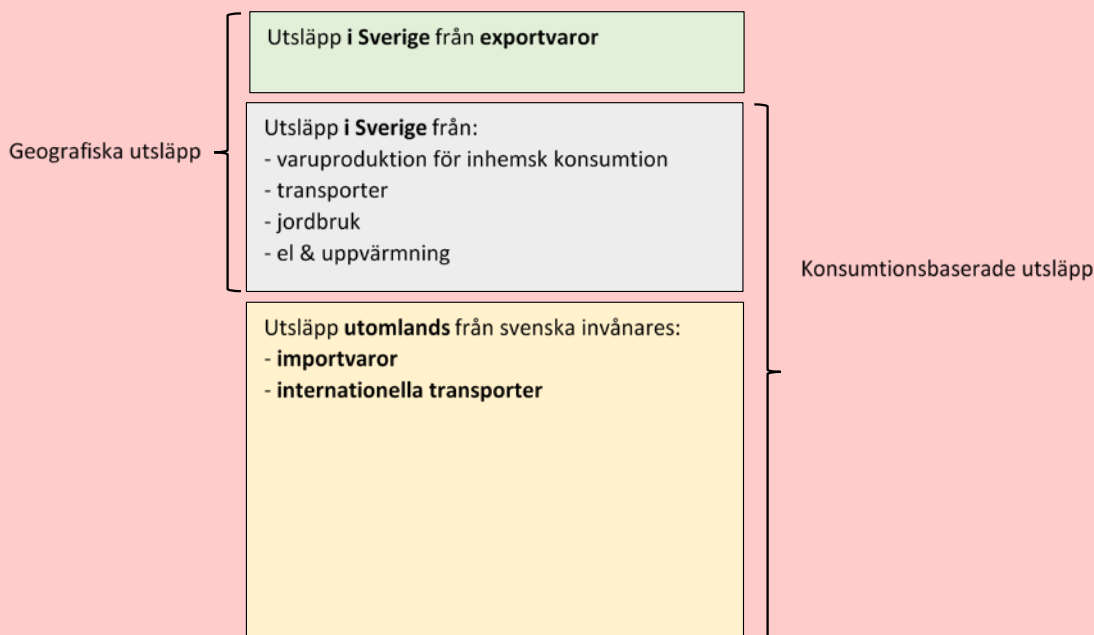 Utsläpp i Sverige från exportvaror
Geografiska utsläpp
Utsläpp i Sverige från:
- varuproduktion för inhemsk konsumtion
- transporter
- jordbruk
- el & uppvärmning
Konsumtionsbaserade utsläpp
Utsläpp utomlands från svenska invånares:
- importvaror
- internationella transporter